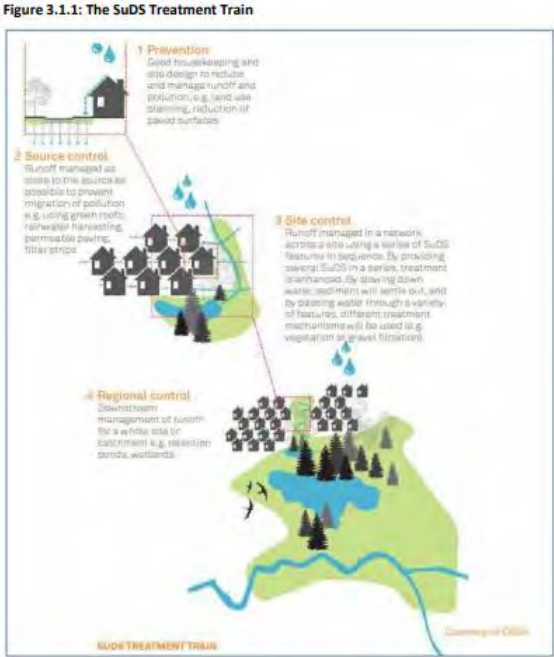 Figure 3.1.1: The SuDS Treatment Train
1 Prevention
Good housekeeping and
site design to reduce
and manage runoff and
pollution, e.g. land use
planning, reduction of
paved surfaces
2 Source control
Runoff managed as
close to the source as
possible to prevent
migration of pollution
e.g. using green roofs,
rainwater harvesting,
permeable paving,
filter strips
3 Site control
Runoff managed in a network
across a site using a series of SuDS
features in sequence. By providing
several SuDS in a series, treatment
is enhanced. By slowing down
water, sediment will settle out, and
by passing water through a variety
of features, different treatment
mechanisms will be used (e.g.
vegetation or gravel filtration).
4 Regional control
Downstream
management of runoff
for a whole site or
catchment e.g. retention
ponds, wetlands
SUDS TREATMENT TRAIN
Courtesy of CIRIA